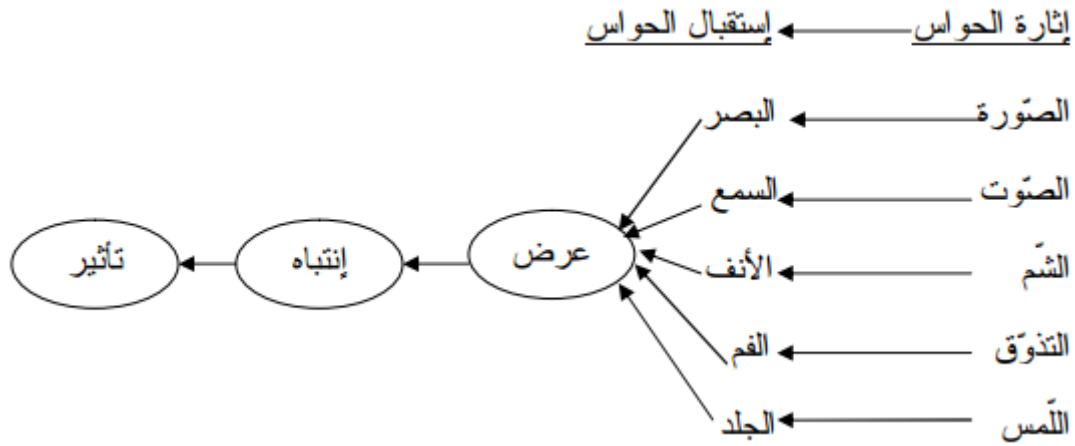 إثارة الحواس إستقبال الحواس
الصّورة البصر
الصّوت السمع
الشّم الأنف
عرض إنتباه تأثير
التذوّق الفم
اللّمس الجلد